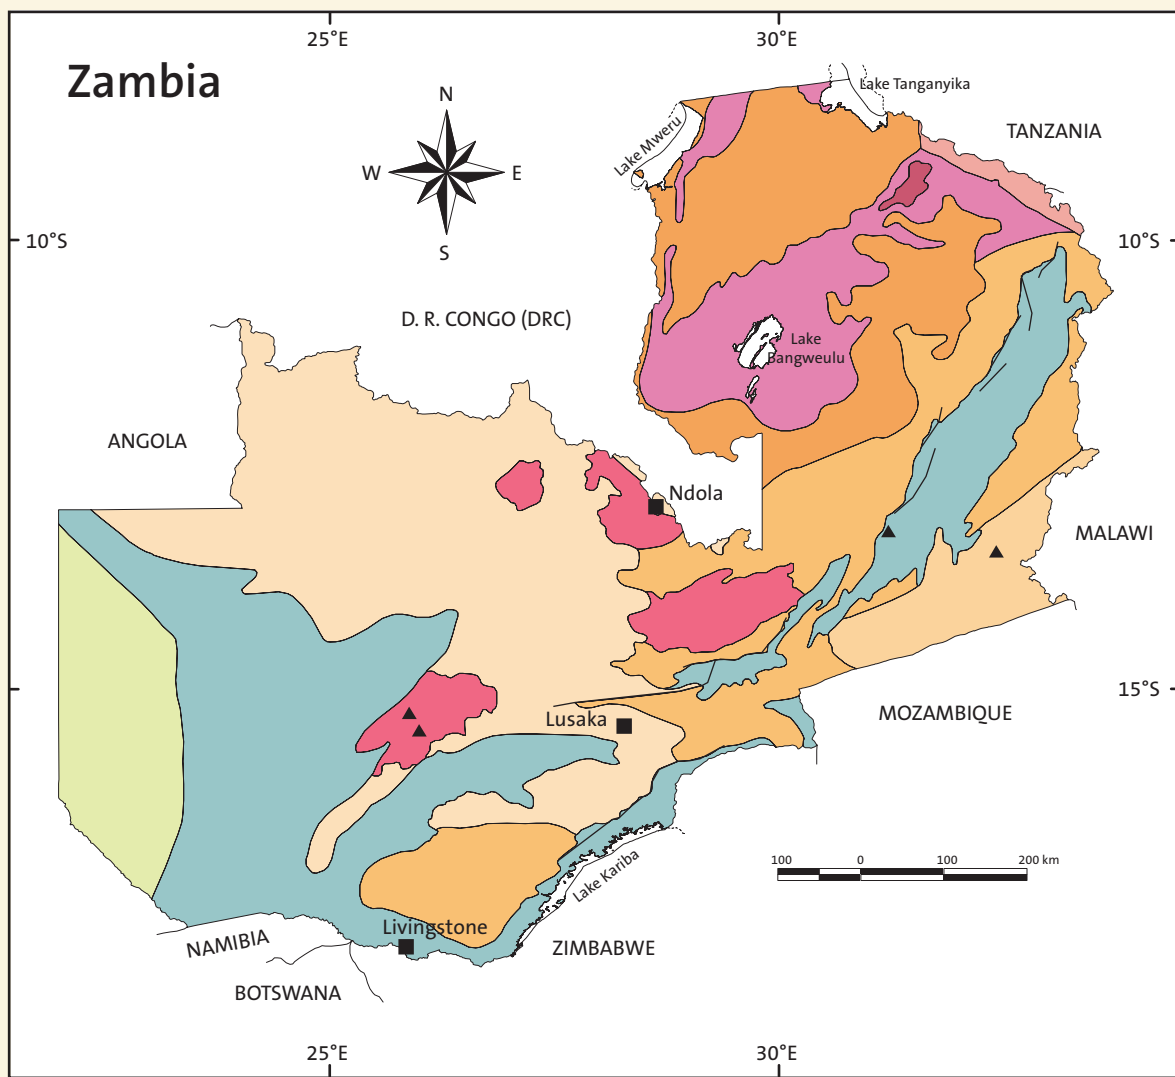 25°E
30°E
Zambia
N
W
E
S
Lake Tanganyika
TANZANIA
Lake Mweru
10°S
10°S
D. R. CONGO (DRC)
Lake
Bangweulu
ANGOLA
Ndola
MALAWI
15°S
MOZAMBIQUE
Lusaka
100
0
100
200 km
Lake Kariba
Livingstone
NAMIBIA
ZIMBABWE
BOTSWANA
25°E
30°E